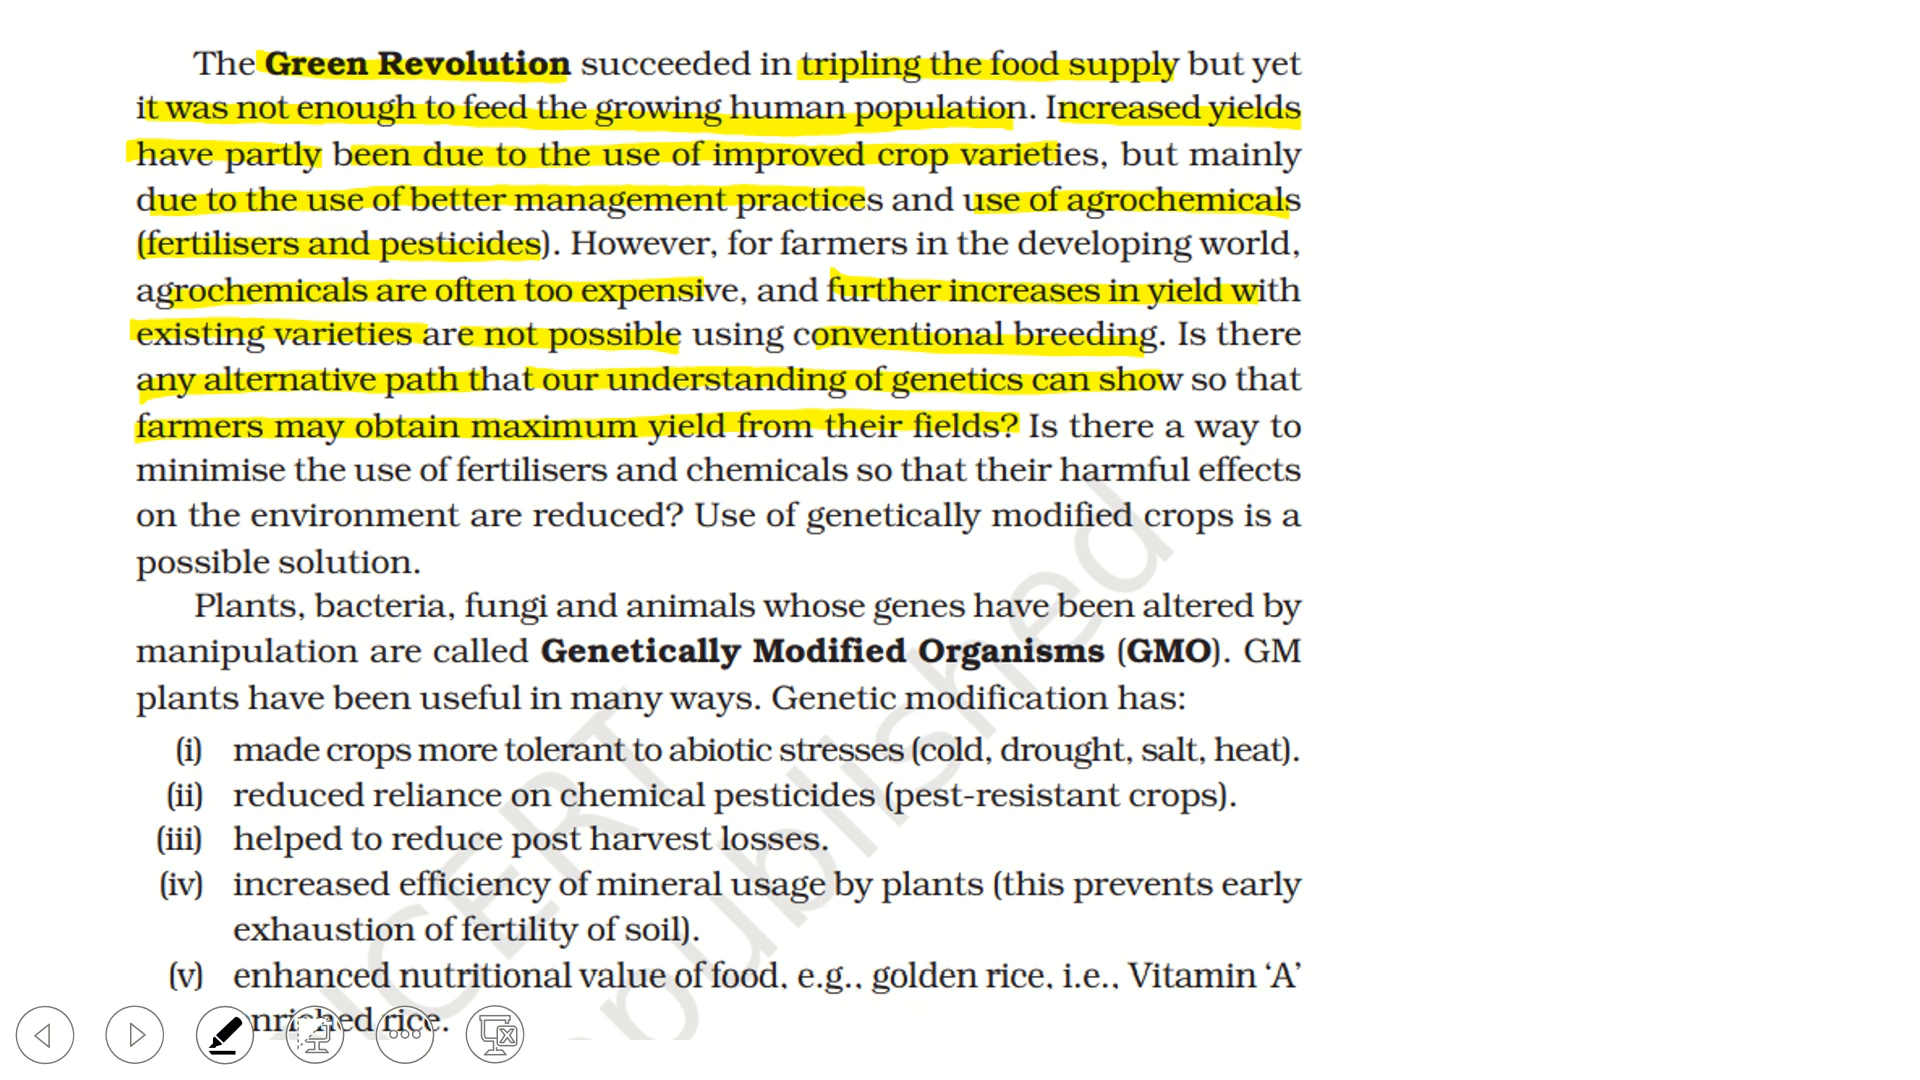 The Green Revolution succeeded in tripling the food supply but yet
it was not enough to feed the growing human population. Increased yields
have partly been due to the use of improved crop varieties, but mainly
due to the use of better management practices and use of agrochemicals
(fertilisers and pesticides). However, for farmers in the developing world,
agrochemicals are often too expensive, and further increases in yield with
existing varieties are not possible using conventional breeding. Is there
any alternative path that our understanding of genetics can show so that
farmers may obtain maximum yield from their fields? Is there a way to
minimise the use of fertilisers and chemicals so that their harmful effects
on the environment are reduced? Use of genetically modified crops is a
possible solution.
Plants, bacteria, fungi and animals whose genes have been altered by
manipulation are called Genetically Modified Organisms (GMO). GM
plants have been useful in many ways. Genetic modification has:
(i) made crops more tolerant to abiotic stresses (cold, drought, salt, heat).
(ii) reduced reliance on chemical pesticides (pest-resistant crops).
(iii) helped to reduce post harvest losses.
(iv) increased efficiency of mineral usage by plants (this prevents early
exhaustion of fertility of soil).
(v) enhanced nutritional value of food, e.g., golden rice, i.e., Vitamin ‘A’
rice.
published